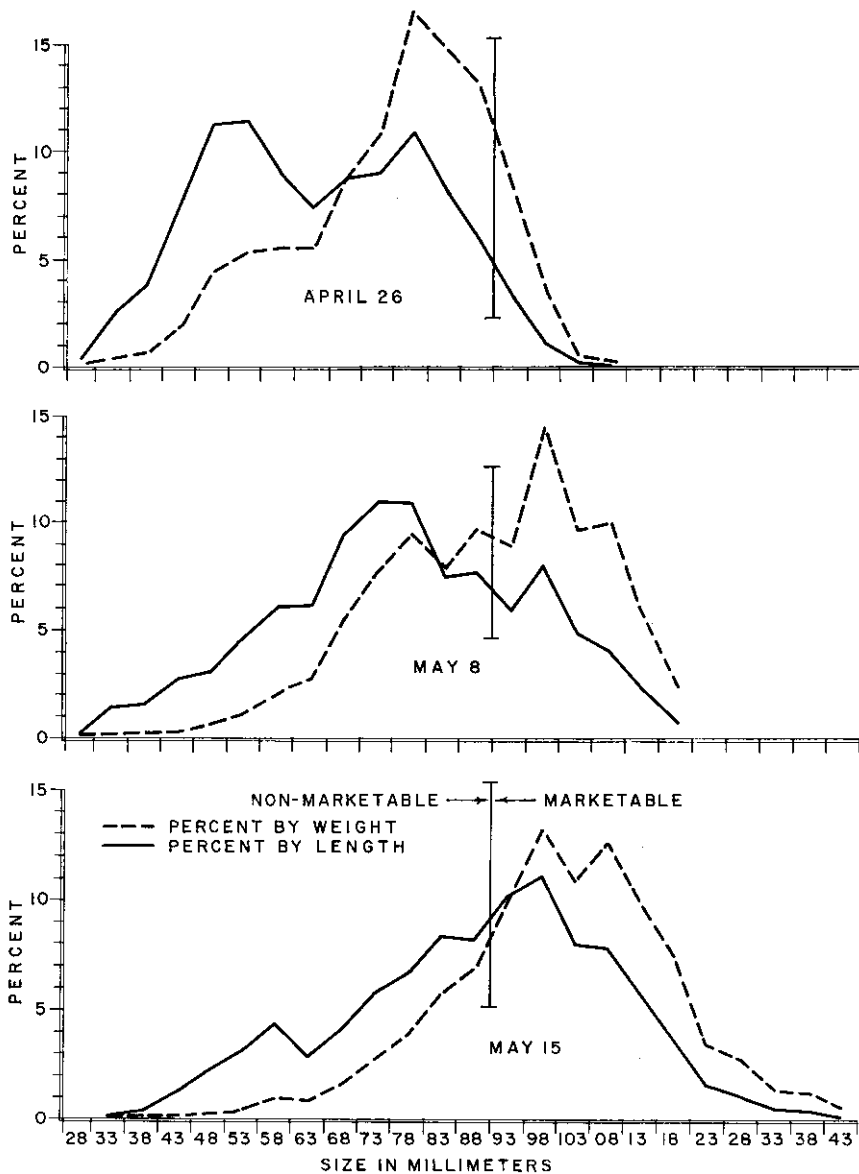 15
10
5
0
PERCENT
APRIL 26
15
10
5
0
PERCENT
MAY 8
15
10
5
0
PERCENT
NON-MARKETABLE MARKETABLE
PERCENT BY WEIGHT
PERCENT BY LENGTH
MAY 15
28 33 38 43 48 53 58 63 68 73 78 83 88 93 98 103 08 13 18 23 28 33 38 43
SIZE IN MILLIMETERS